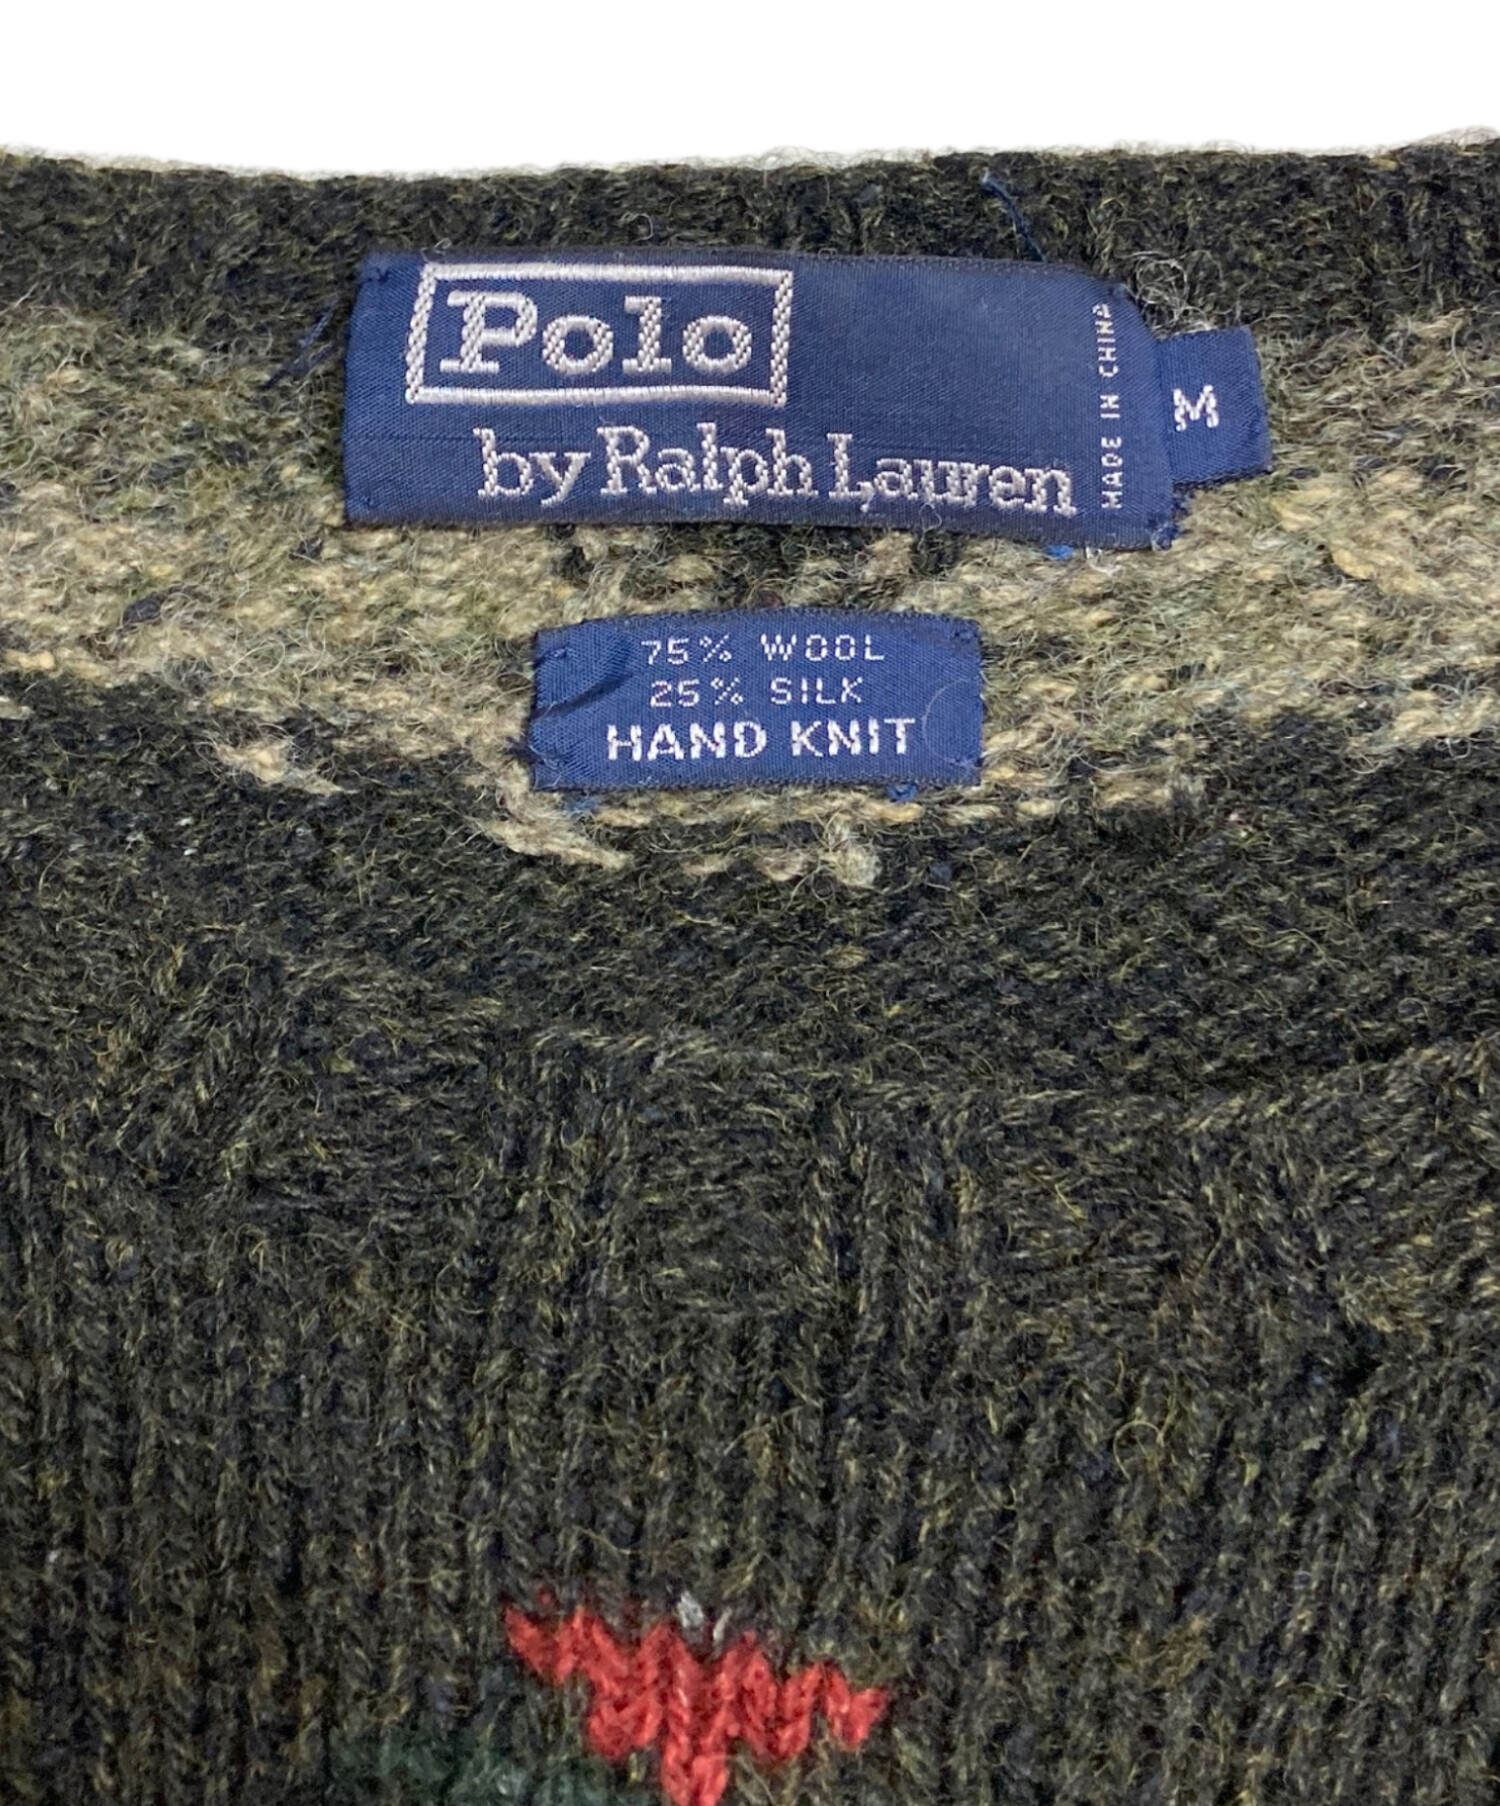 Polo
by Ralph Lauren
MADE IN CHINA
M
75% WOOL
25% SILK
HAND KNIT